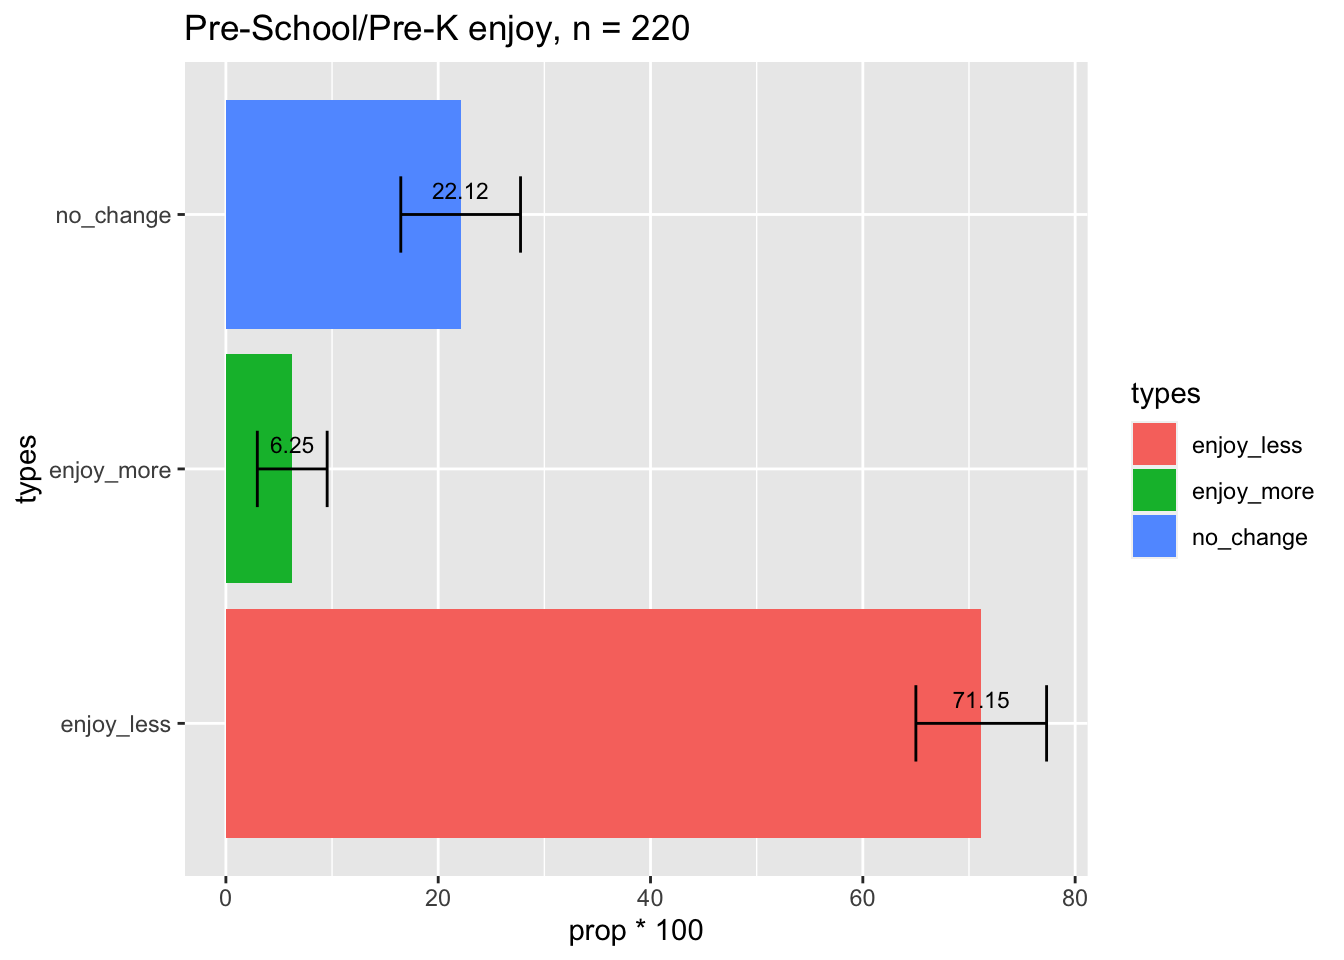 Pre-School/Pre-K enjoy, n = 220
no_change
22.12
enjoy_more
6.25
enjoy_less
71.15
types
0 20 40 60 80
prop * 100
types
enjoy_less
enjoy_more
no_change